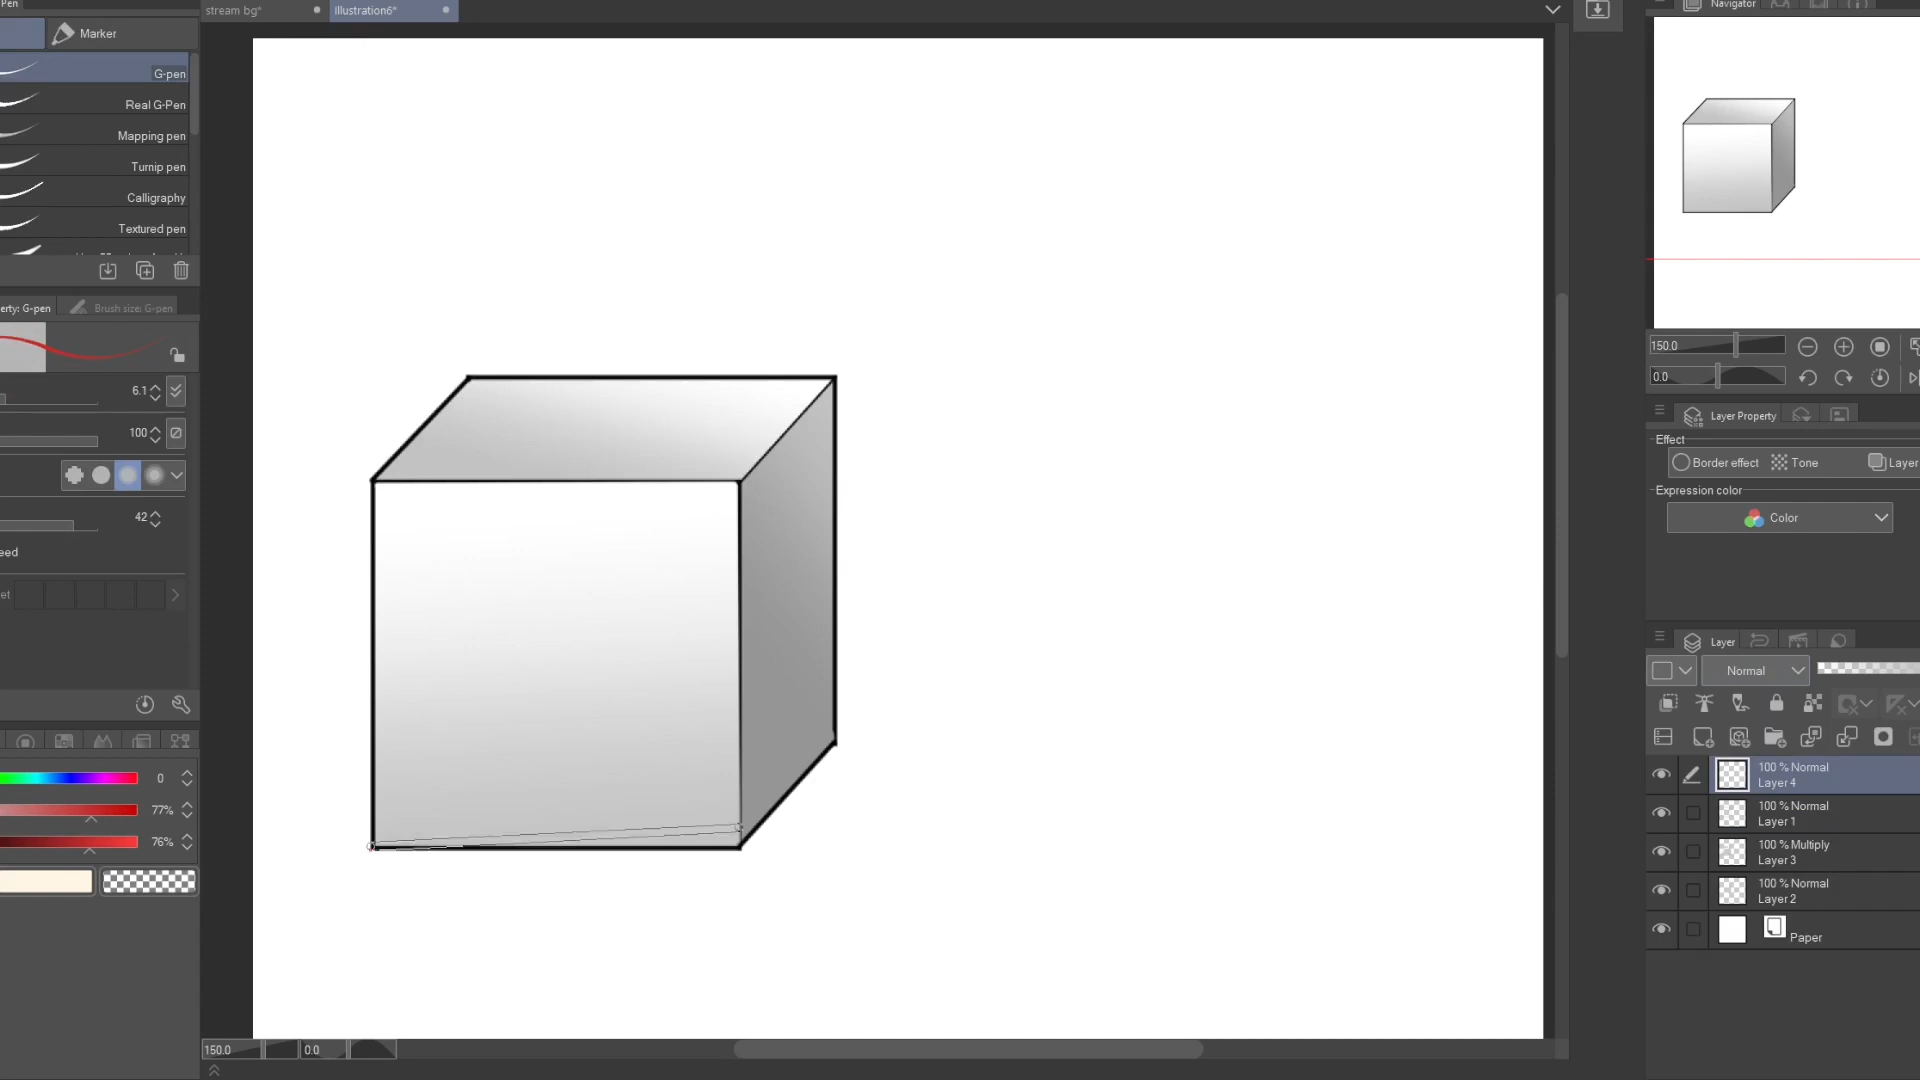 Pen
stream bg*
Illustration6*
Navigator
Marker
G-pen
Real G-Pen
Mapping pen
Turnip pen
Calligraphy
Textured pen
erty: G-pen
Brush size: G-pen
6.1
100
42
eed
et
0
77%
76%
150.0
0.0
150.0
0.0
Layer Property
Effect
Border effect
Tone
Layer
Expression color
Color
Layer
Normal
100 % Normal
Layer 4
100 % Normal
Layer 1
100 % Multiply
Layer 3
100 % Normal
Layer 2
Paper